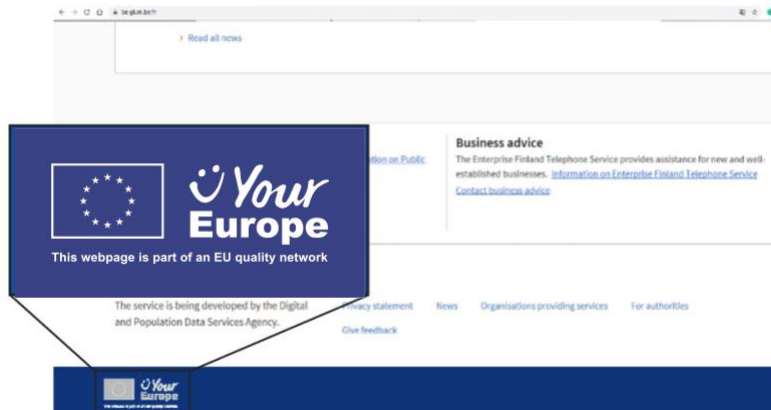 Read all news
Business advice
tion on Public
The Enterprise Finland Telephone Service provides assistance for new and well-
established businesses. Information on Enterprise Finland Telephone Service
Contact business advice
Your
Europe
This webpage is part of an EU quality network
The service is being developed by the Digital
and Population Data Services Agency.
Privacy statement News Organisations providing services For authorities
Give feedback
Your
Europe